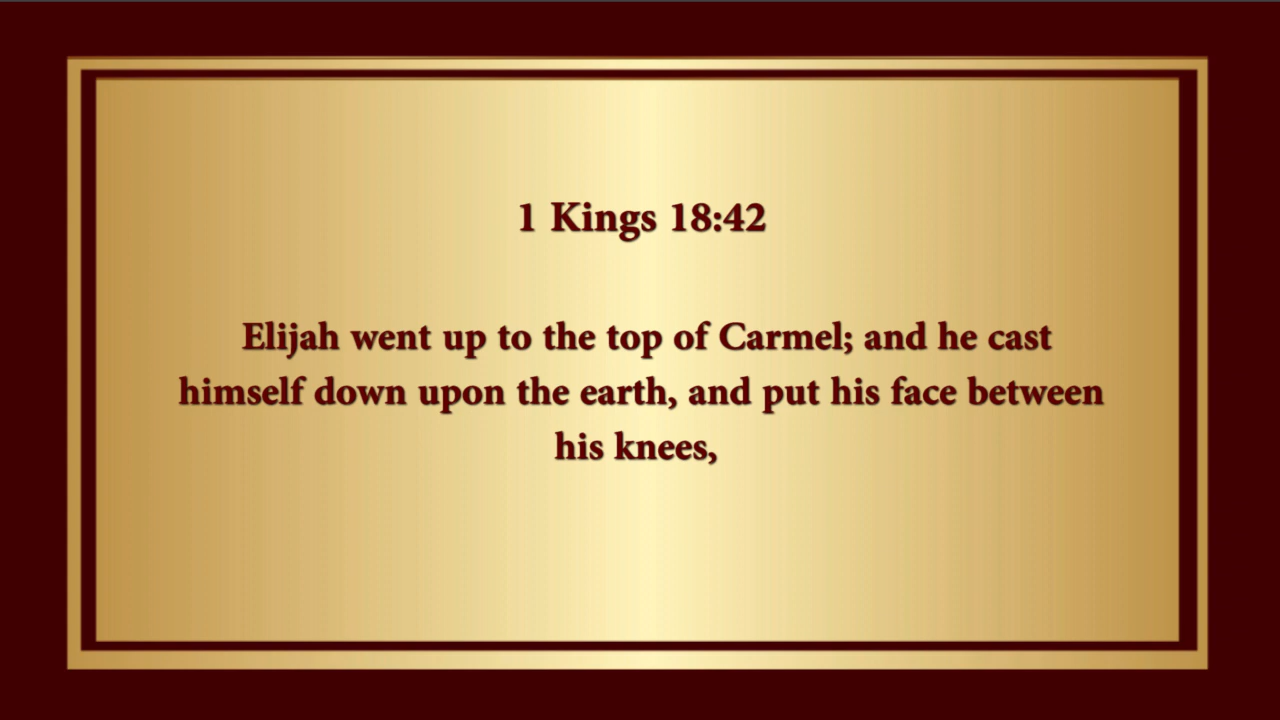 1 Kings 18:42
Elijah went up to the top of Carmel; and he cast
himself down upon the earth, and put his face between
his knees,